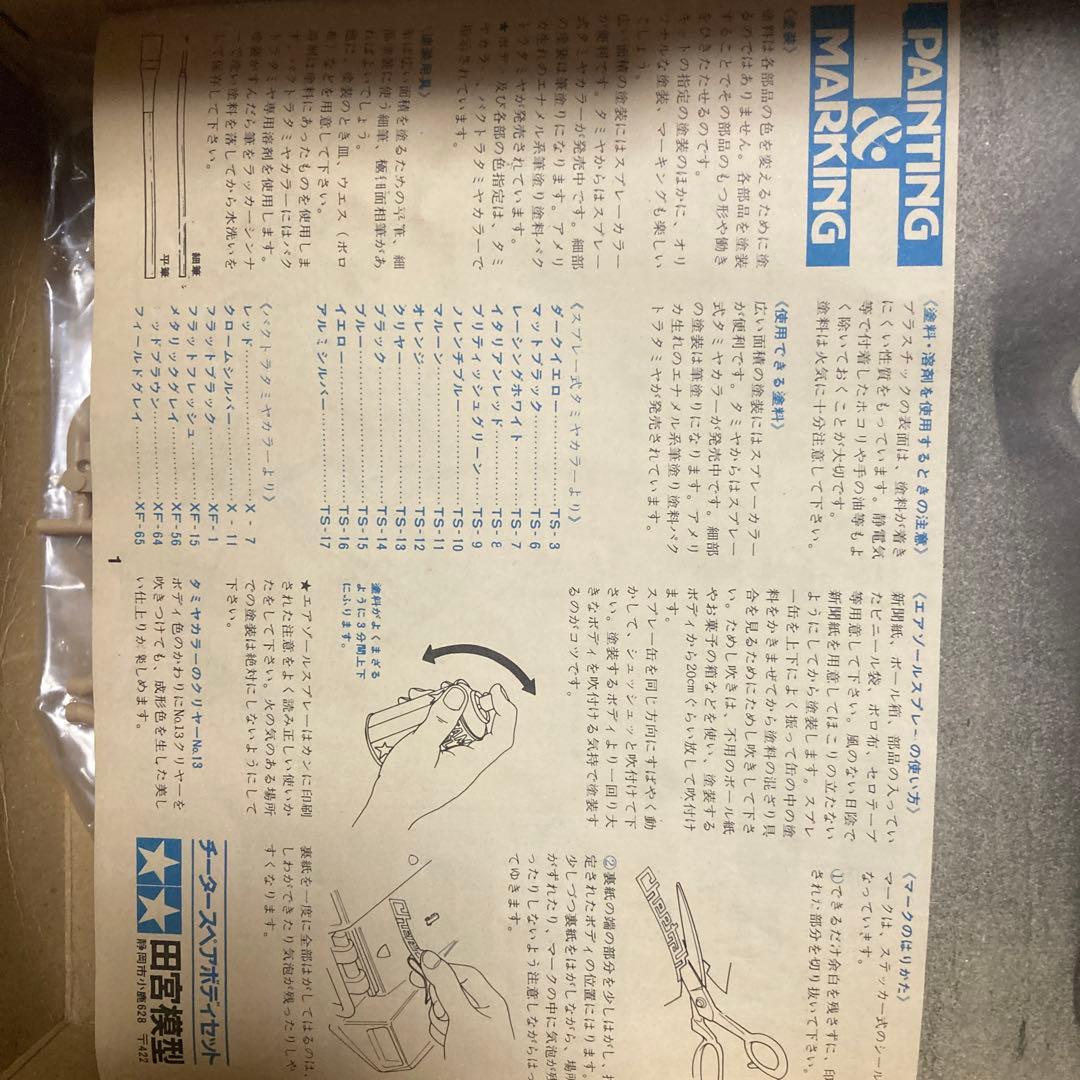 PAINTING
&
MARKING
《塗装》
塗料は各部品の色を変えるために塗
るのではありません。各部品を塗装
することでその部品のもつ形や働き
をひきたたせるのです。
キットの指定の塗装のほかに、オリ
ジナルな塗装、マーキングも楽しい
でしょう。
広い面積の塗装にはスプレーカラー
が便利です。タミヤからはスプレー
式タミヤカラーが発売中です。細部
の塗装は筆塗りになります。アメリ
カ生れのエナメル系筆塗り塗料パク
トラタミヤが発売されています。
★ボディ及び各部の色指定は、タミ
ヤカラー、パクトラタミヤカラーで
指示されています。
《塗装用具》
筆は広い面積を塗るための平筆、細
部塗装に使う細筆、極細面相筆があ
ればよいでしょう。
他に、塗装のとき皿、ウエス（ボロ
布）などを用意して下さい。
溶剤は塗料にあったものを使用しま
す。パクトラタミヤカラーにはパク
トラタミヤ専用溶剤を使用します。
塗装がすんだら筆をラッカーシンナ
ーで洗い塗料を落してから水洗いを
して保存して下さい。
細筆
平筆
《塗料・溶剤を使用するときの注意》
プラスチックの表面は、塗料が着き
にくい性質をもっています。静電気
等で付着したホコリや手の油等もよ
く除いておくことが大切です。
塗料は火気に十分注意して下さい。
《使用できる塗料》
広い面積の塗装にはスプレーカラー
が便利です。タミヤからはスプレー
式タミヤカラーが発売中です。細部
の塗装は筆塗りになります。アメリ
カ生れのエナメル系筆塗り塗料パク
トラタミヤが発売されています。
《スプレー式タミヤカラーより》
ダークイエロー………TS-3
マットブラック………TS-6
レーシングホワイト………TS-7
イタリアンレッド………TS-8
ブリティッシュグリーン………TS-9
フレンチブルー………TS-10
マルーン………TS-11
オレンジ………TS-12
クリヤー………TS-13
ブラック………TS-14
ブルー………TS-15
イエロー………TS-16
アルミシルバー………TS-17
《パクトラタミヤカラーより》
レッド………X-7
クロームシルバー………X-11
フラットブラック………XF-1
フラットフレッシュ………XF-15
メタリックグレイ………XF-56
レッドブラウン………XF-64
フィールドグレイ………XF-65
1
《エアゾールスプレーの使い方》
新聞紙、ボール箱、部品の入ってい
たビニール袋、ボロ布、セロテープ
等用意して下さい。風のない日陰で
新聞紙を用意してほこりの立たない
ようにしてから塗装します。スプレ
ー缶を上下によく振って缶の中の塗
料をかきまぜてから塗料の混ざり具
合を見るためにためし吹きして下さ
い。ためし吹きは、不用のボール紙
やお菓子の箱などを使い、塗装する
ボディから20cmぐらい放して吹付け
ます。
スプレー缶を同じ方向にすばやく動
かして、シュッシュッと吹付けて下
さい。塗装するボディより一回り大
きなボディを吹付ける気持で塗装す
るのがコツです。
塗料がよくまざる
ように3分間上下
にふります。
★エアゾールスプレーはカンに印刷
された注意をよく読み正しい使いか
たをして下さい。火の気のある場所
での塗装は絶対にしないようにして
下さい。
タミヤカラーのクリヤーNo.13
ボディ色のかわりにNo.13クリヤーを
吹きつけても、成形色を生した美し
い仕上りが楽しめます。
《マークのはりかた》
マークは、ステッカー式のシール
なっています。
①できるだけ余白を残さずに、印
された部分を切り抜いて下さい。
Cheetah
②裏紙の端の部分を少しはがし、
定されたボディの位置にはります。
少しづつ裏紙をはがしながら、場所
がずれたり、マークの中に気泡が残
ったりしないよう注意しながらはっ
てゆきます。
Chee
裏紙を一度に全部はがしてはるのは、
しわができたり気泡が残ったりしや
すくなります。
チータースペアボディセット
田宮模型
静岡市小鹿628 〒422